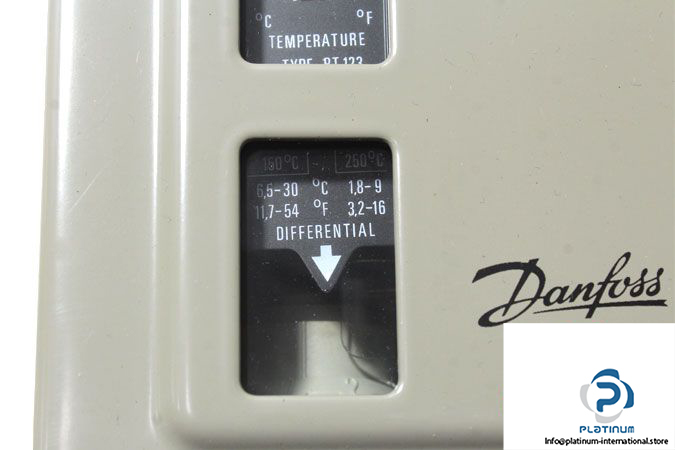 °C °F
TEMPERATURE
TYPE RT 123
180°C - 250°C
6,5-30 °C 1,8-9
11,7-54 °F 3,2-16
DIFFERENTIAL
Danfoss
PLATINUM
Info@platinum-international.store